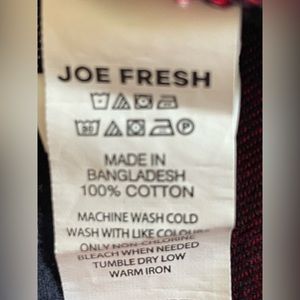 JOE FRESH
30 P
MADE IN
BANGLADESH
100% COTTON
MACHINE WASH COLD
WASH WITH LIKE COLOURS
ONLY NON-CHLORINE
BLEACH WHEN NEEDED
TUMBLE DRY LOW
WARM IRON